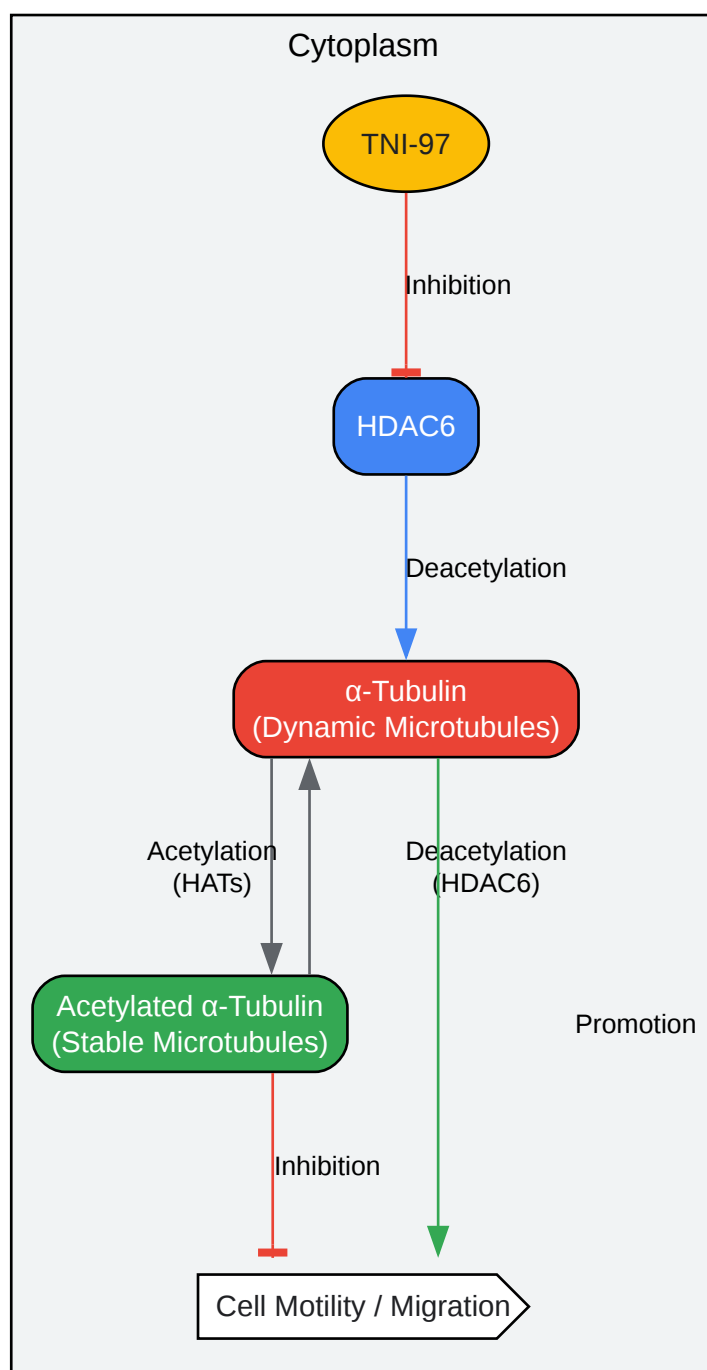 Cytoplasm
TNI-97
Inhibition
HDAC6
Deacetylation
α-Tubulin
(Dynamic Microtubules)
Acetylation
(HATs)
Deacetylation
(HDAC6)
Acetylated α-Tubulin
(Stable Microtubules)
Promotion
Inhibition
Cell Motility / Migration